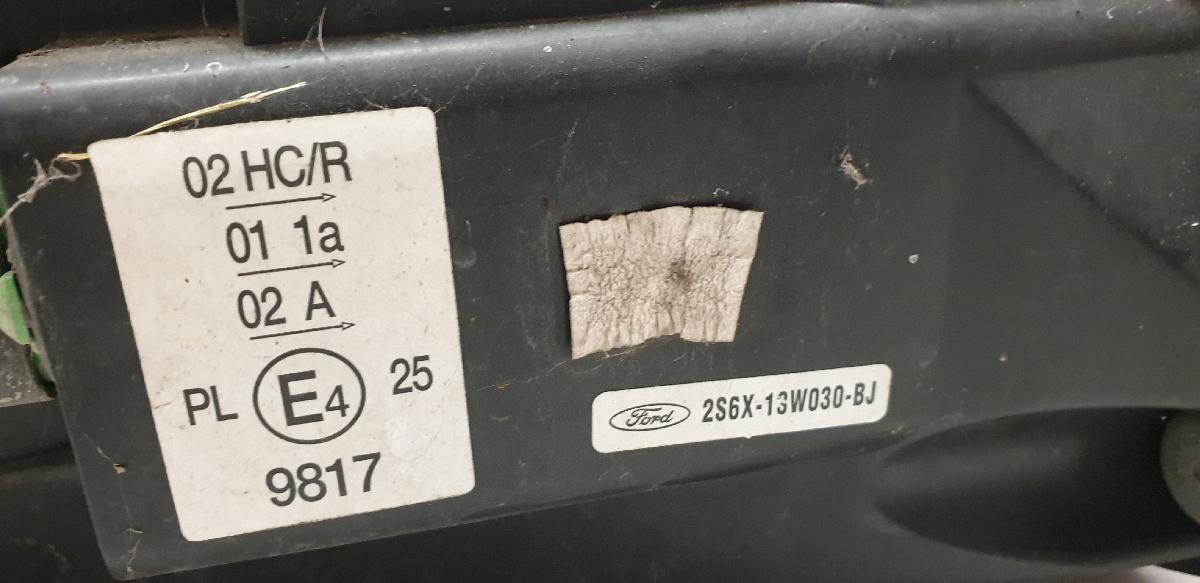 02 HC/R
01 1a
02 A
PL E4 25
9817
Ford 2S6X-13W030-BJ